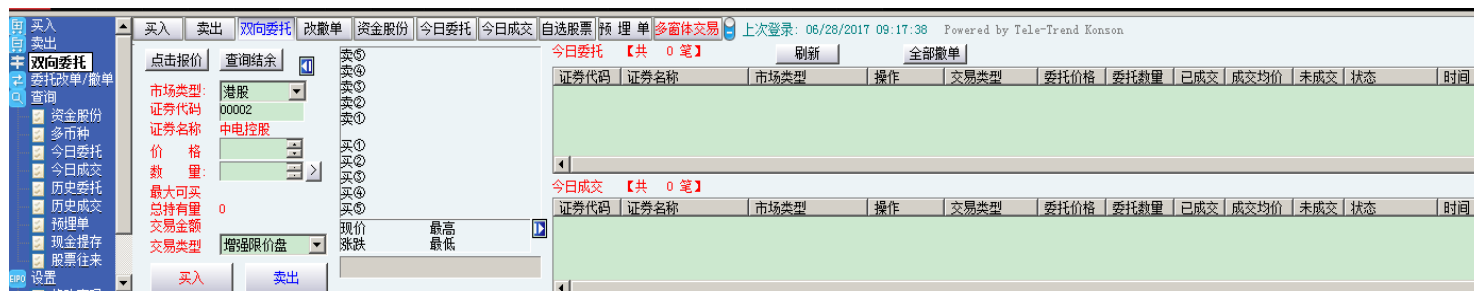 买入
卖出
双向委托
委托改单/撤单
查询
资金股份
多币种
今日委托
今日成交
历史委托
历史成交
预理单
现金提存
股票往来
设置
买入 卖出 双向委托 改撤单 资金股份 今日委托 今日成交 自选股票 预 理 单 多窗体交易 上次登录: 06/28/2017 09:17:38 Powered by Tele-Trend Konson
点击报价 查询结余
市场类型: 港股
证券代码 00002
证券名称 中电控股
价 格
数 量: >
最大可买
总持有量 0
交易金额
交易类型 增强限价盘
买入 卖出
卖⑤
卖④
卖③
卖②
卖①
买①
买②
买③
买④
买⑤
现价 最高
涨跌 最低
今日委托 【共 0 笔】 刷新 全部撤单
证券代码 证券名称 市场类型 操作 交易类型 委托价格 委托数量 已成交 成交均价 未成交 状态 时间
今日成交 【共 0 笔】
证券代码 证券名称 市场类型 操作 交易类型 委托价格 委托数量 已成交 成交均价 未成交 状态 时间